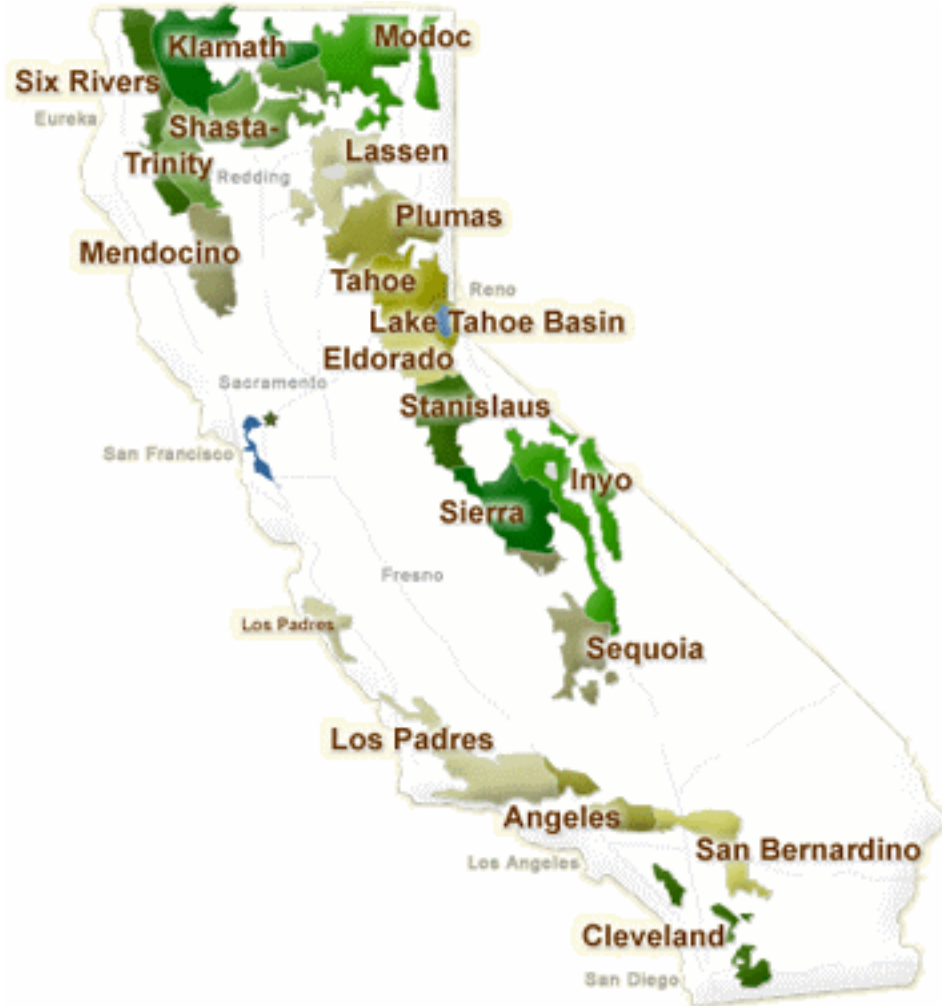 Klamath
Modoc
Six Rivers
Eureka
Shasta-
Trinity
Redding
Lassen
Plumas
Mendocino
Tahoe
Reno
Lake Tahoe Basin
Eldorado
Sacramento
Stanislaus
San Francisco
Inyo
Sierra
Fresno
Los Padres
Sequoia
Los Padres
Angeles
San Bernardino
Los Angeles
Cleveland
San Diego